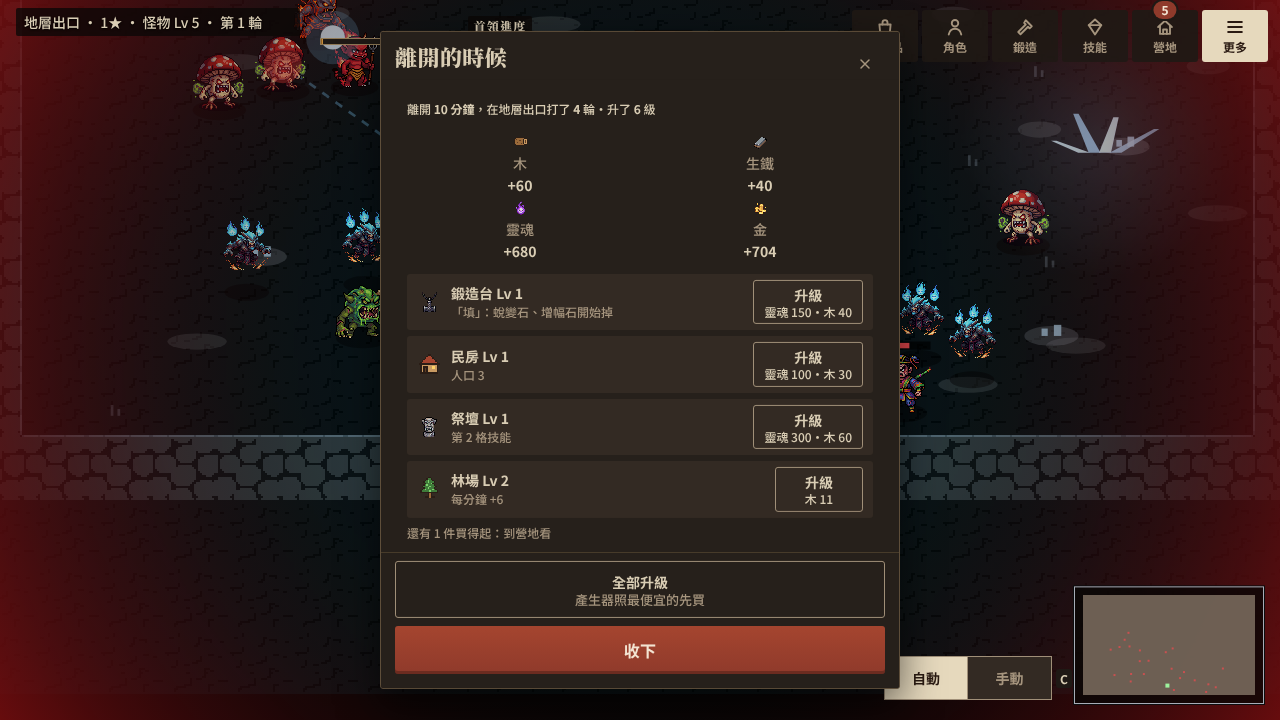 地層出口 · 1★ · 怪物 Lv 5 · 第 1 輪
首領進度
5
角色
鍛造
技能
營地
更多
離開的時候
離開 10 分鐘，在地層出口打了 4 輪·升了 6 級
木
+60
生鐵
+40
靈魂
+680
金
+704
鍛造台 Lv 1
「填」：蛻變石、增幅石開始掉
升級
靈魂 150·木 40
民房 Lv 1
人口 3
升級
靈魂 100·木 30
祭壇 Lv 1
第 2 格技能
升級
靈魂 300·木 60
林場 Lv 2
每分鐘 +6
升級
木 11
還有 1 件買得起：到營地看
全部升級
產生器照最便宜的先買
收下
自動
手動
C